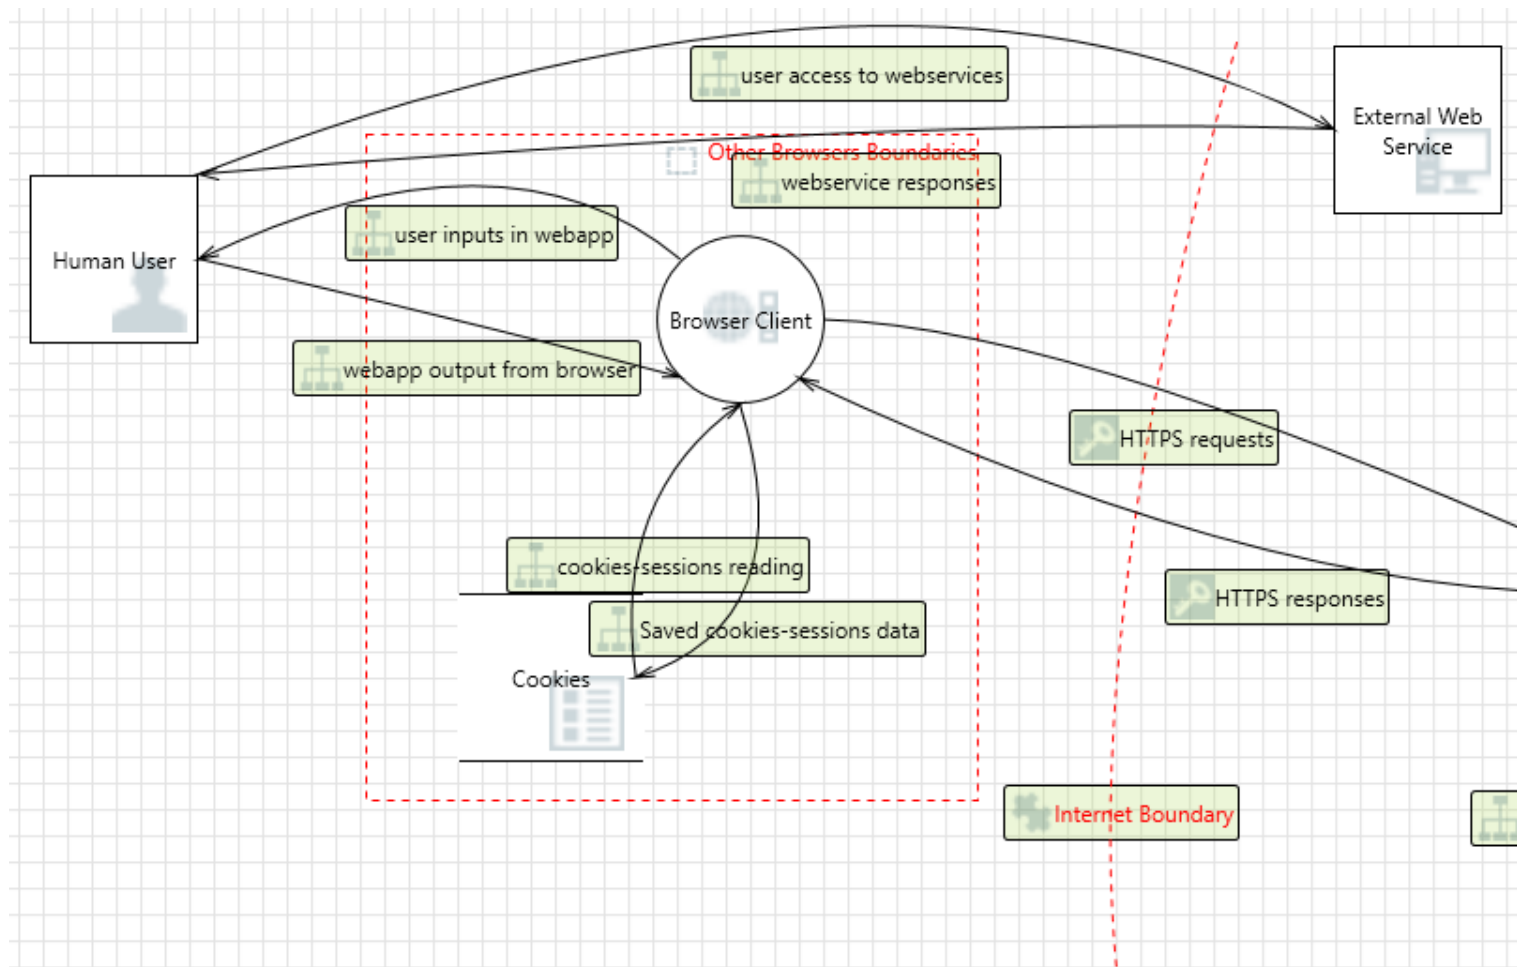 user access to webservices
External Web
Service
Other Browsers Boundaries
webservice responses
user inputs in webapp
Human User
Browser Client
webapp output from browser
HTTPS requests
cookies-sessions reading
HTTPS responses
Saved cookies-sessions data
Cookies
Internet Boundary